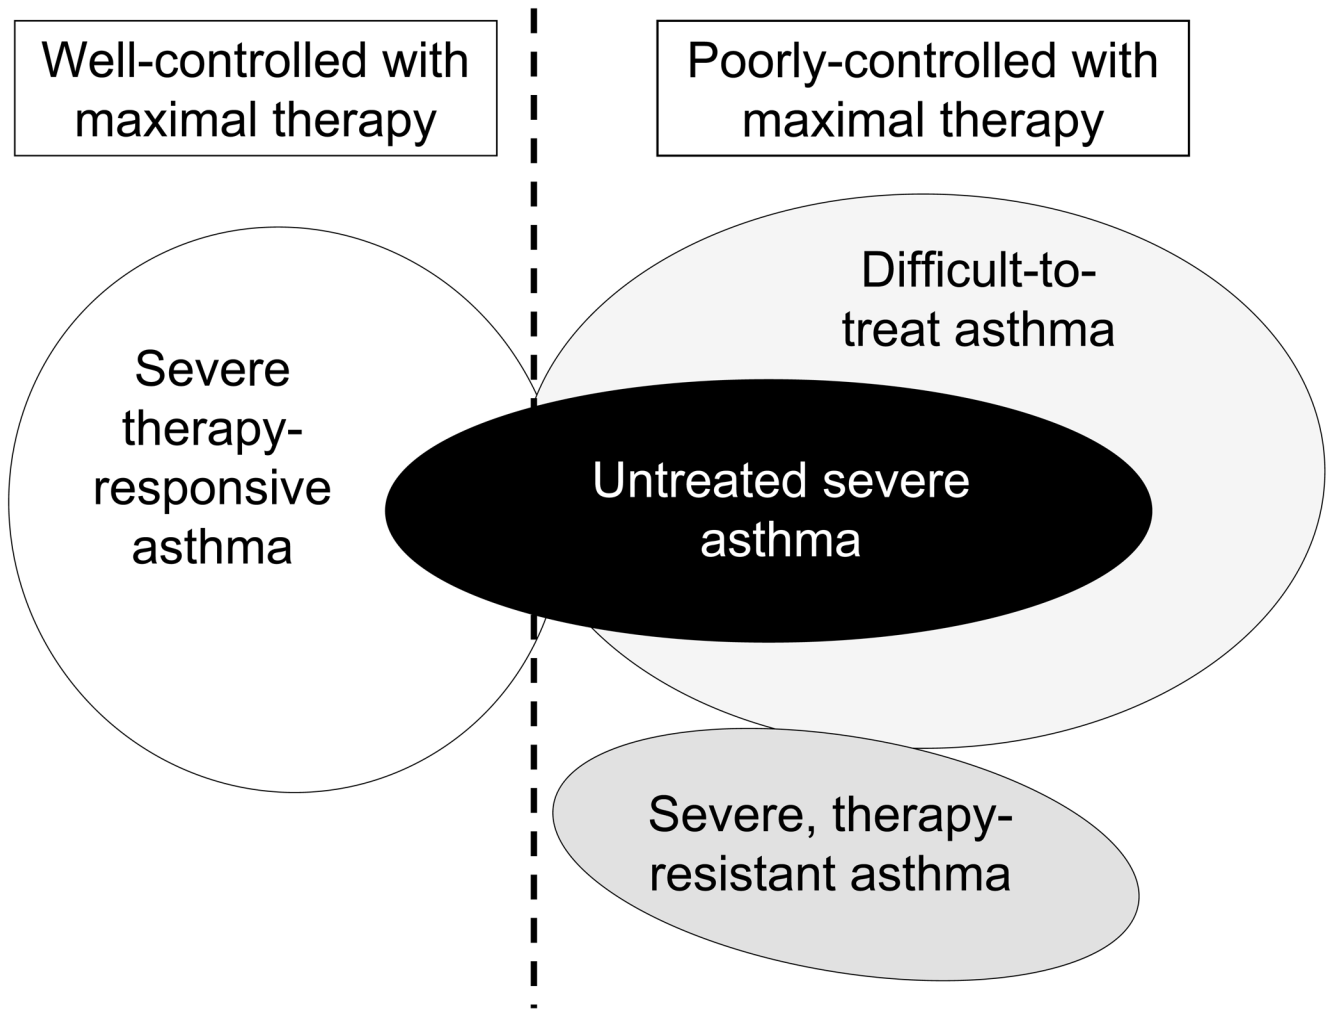 Well-controlled with
maximal therapy
Poorly-controlled with
maximal therapy
Severe
therapy-
responsive
asthma
Difficult-to-
treat asthma
Untreated severe
asthma
Severe, therapy-
resistant asthma